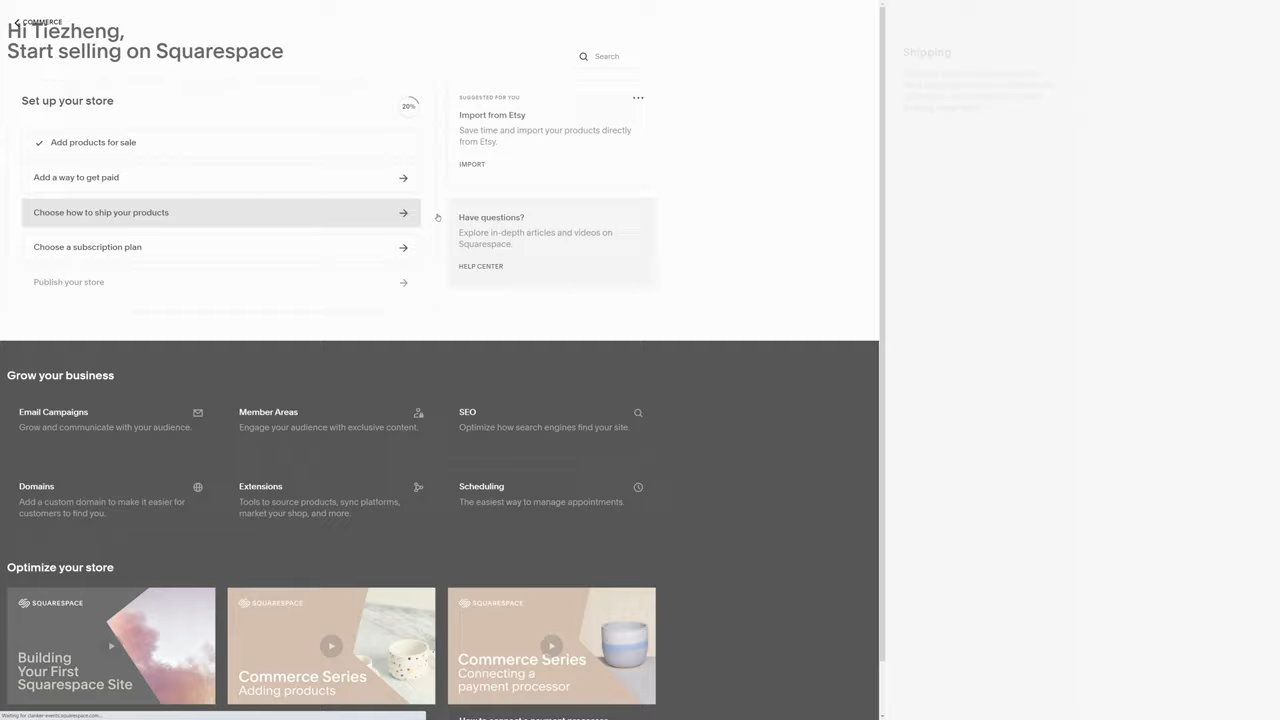 COMMERCE
Hi Tiezheng,
Start selling on Squarespace
Search
Shipping
Set up your store
20%
Add products for sale
Add a way to get paid
Choose how to ship your products
Choose a subscription plan
Publish your store
SUGGESTED FOR YOU
Import from Etsy
Save time and import your products directly
from Etsy.
IMPORT
Have questions?
Explore in-depth articles and videos on
Squarespace.
HELP CENTER
Grow your business
Email Campaigns
Grow and communicate with your audience.
Member Areas
Engage your audience with exclusive content.
SEO
Optimize how search engines find your site.
Domains
Add a custom domain to make it easier for
customers to find you.
Extensions
Tools to source products, sync platforms,
market your shop, and more.
Scheduling
The easiest way to manage appointments.
Optimize your store
SQUARESPACE
Building
Your First
Squarespace Site
SQUARESPACE
Commerce Series
Adding products
SQUARESPACE
Commerce Series
Connecting a
payment processor
How to connect a payment processor